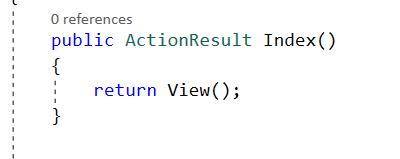 0 references
public ActionResult Index()
{
    return View();
}